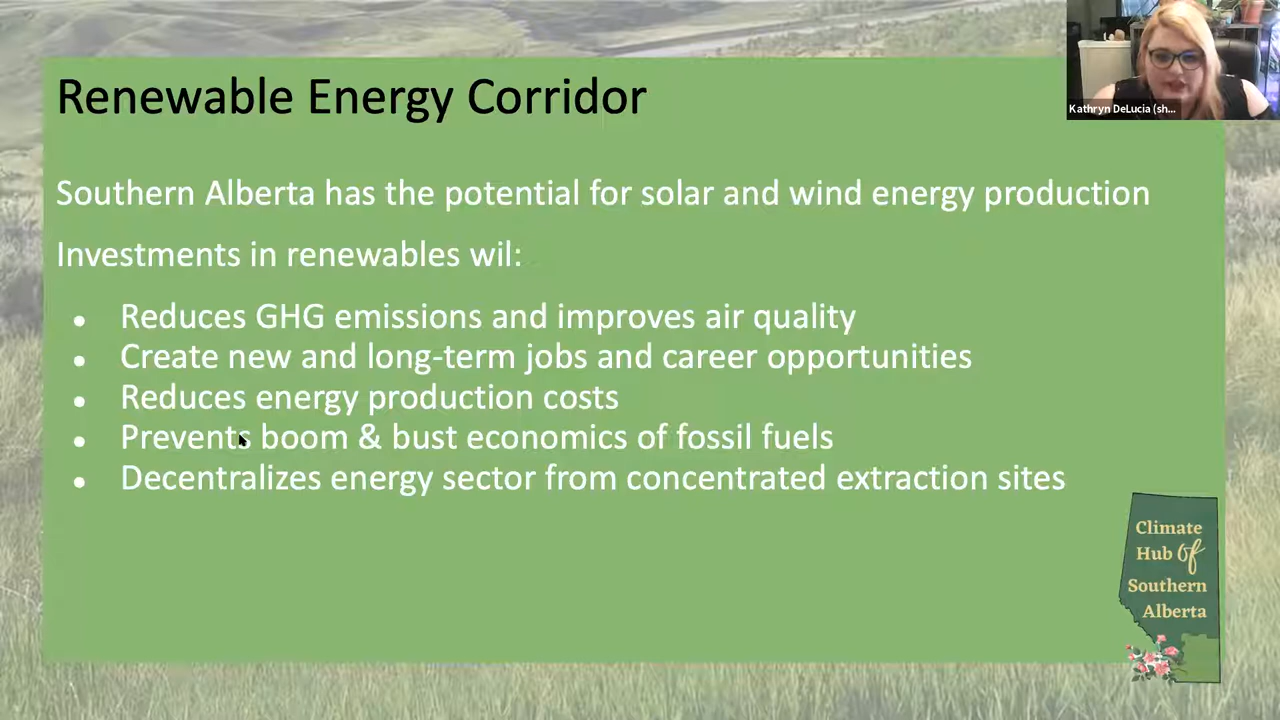 Renewable Energy Corridor
Kathryn DeLucia (sh...
Southern Alberta has the potential for solar and wind energy production
Investments in renewables wil:
• Reduces GHG emissions and improves air quality
• Create new and long-term jobs and career opportunities
• Reduces energy production costs
• Prevents boom & bust economics of fossil fuels
• Decentralizes energy sector from concentrated extraction sites
Climate
Hub of
Southern
Alberta